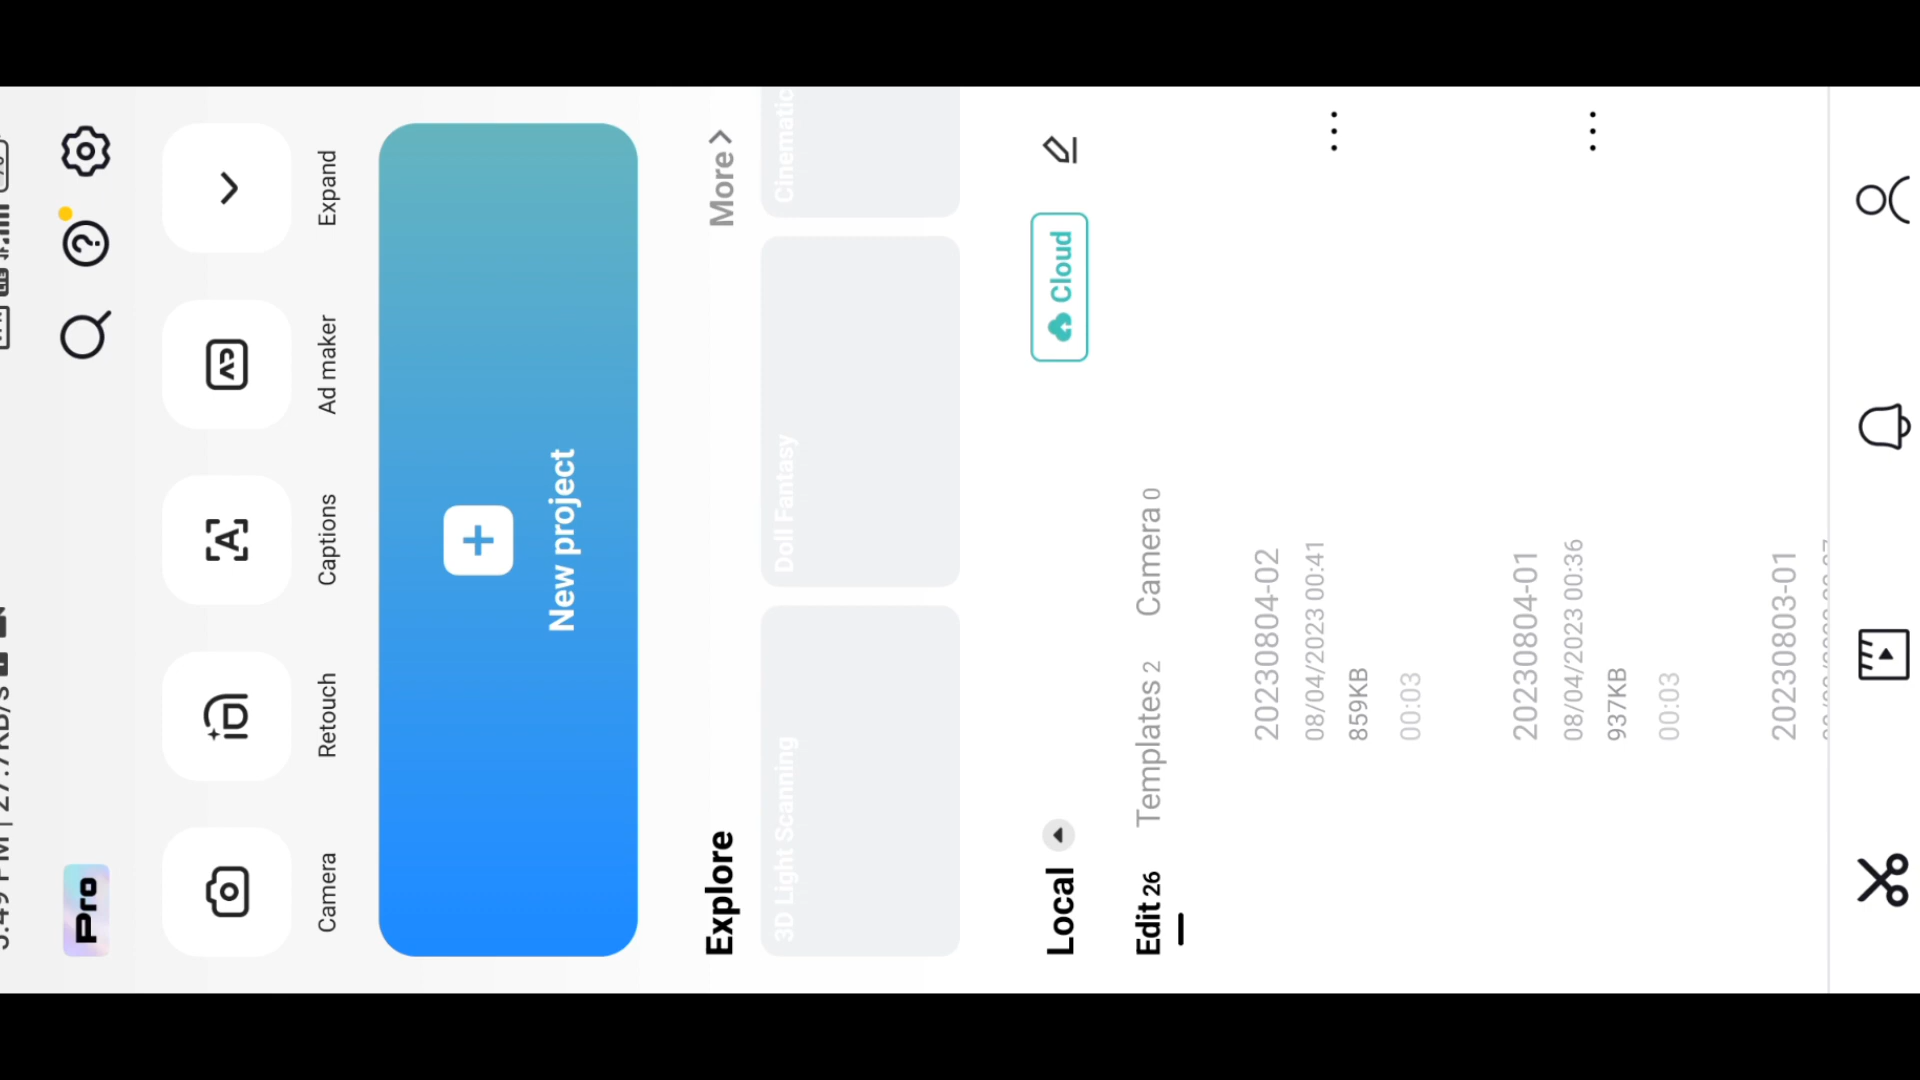 Pro
Camera
Retouch
Captions
Ad maker
Expand
New project
Explore
More >
3D Light Scanning
Doll Fantasy
Cinematic
Local
Cloud
Edit 26
Templates 2
Camera 0
20230804-02
08/04/2023 00:41
859KB
00:03
20230804-01
08/04/2023 00:36
937KB
00:03
20230803-01